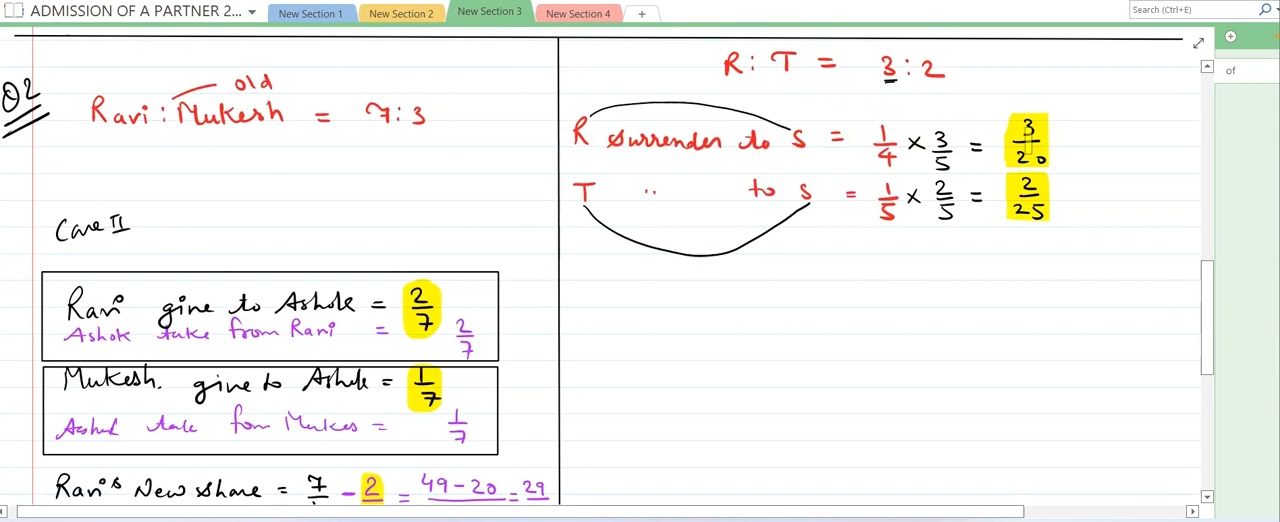 ADMISSION OF A PARTNER 2...
New Section 1
New Section 2
New Section 3
New Section 4
+
Search (Ctrl+E)
of
Q2
old
Ravi : Mukesh = 7:3
Case II
Ravi give to Ashok = 2/7
Ashok take from Rani = 2/7
Mukesh. give to Ashok = 1/7
Ashok take from Mukes = 1/7
Ravi's New share = 7/ - 2 = 49 - 20 = 29
R : T = 3 : 2
R surrender to S = 1/4 × 3/5 = 3/20
T " to S = 1/5 × 2/5 = 2/25